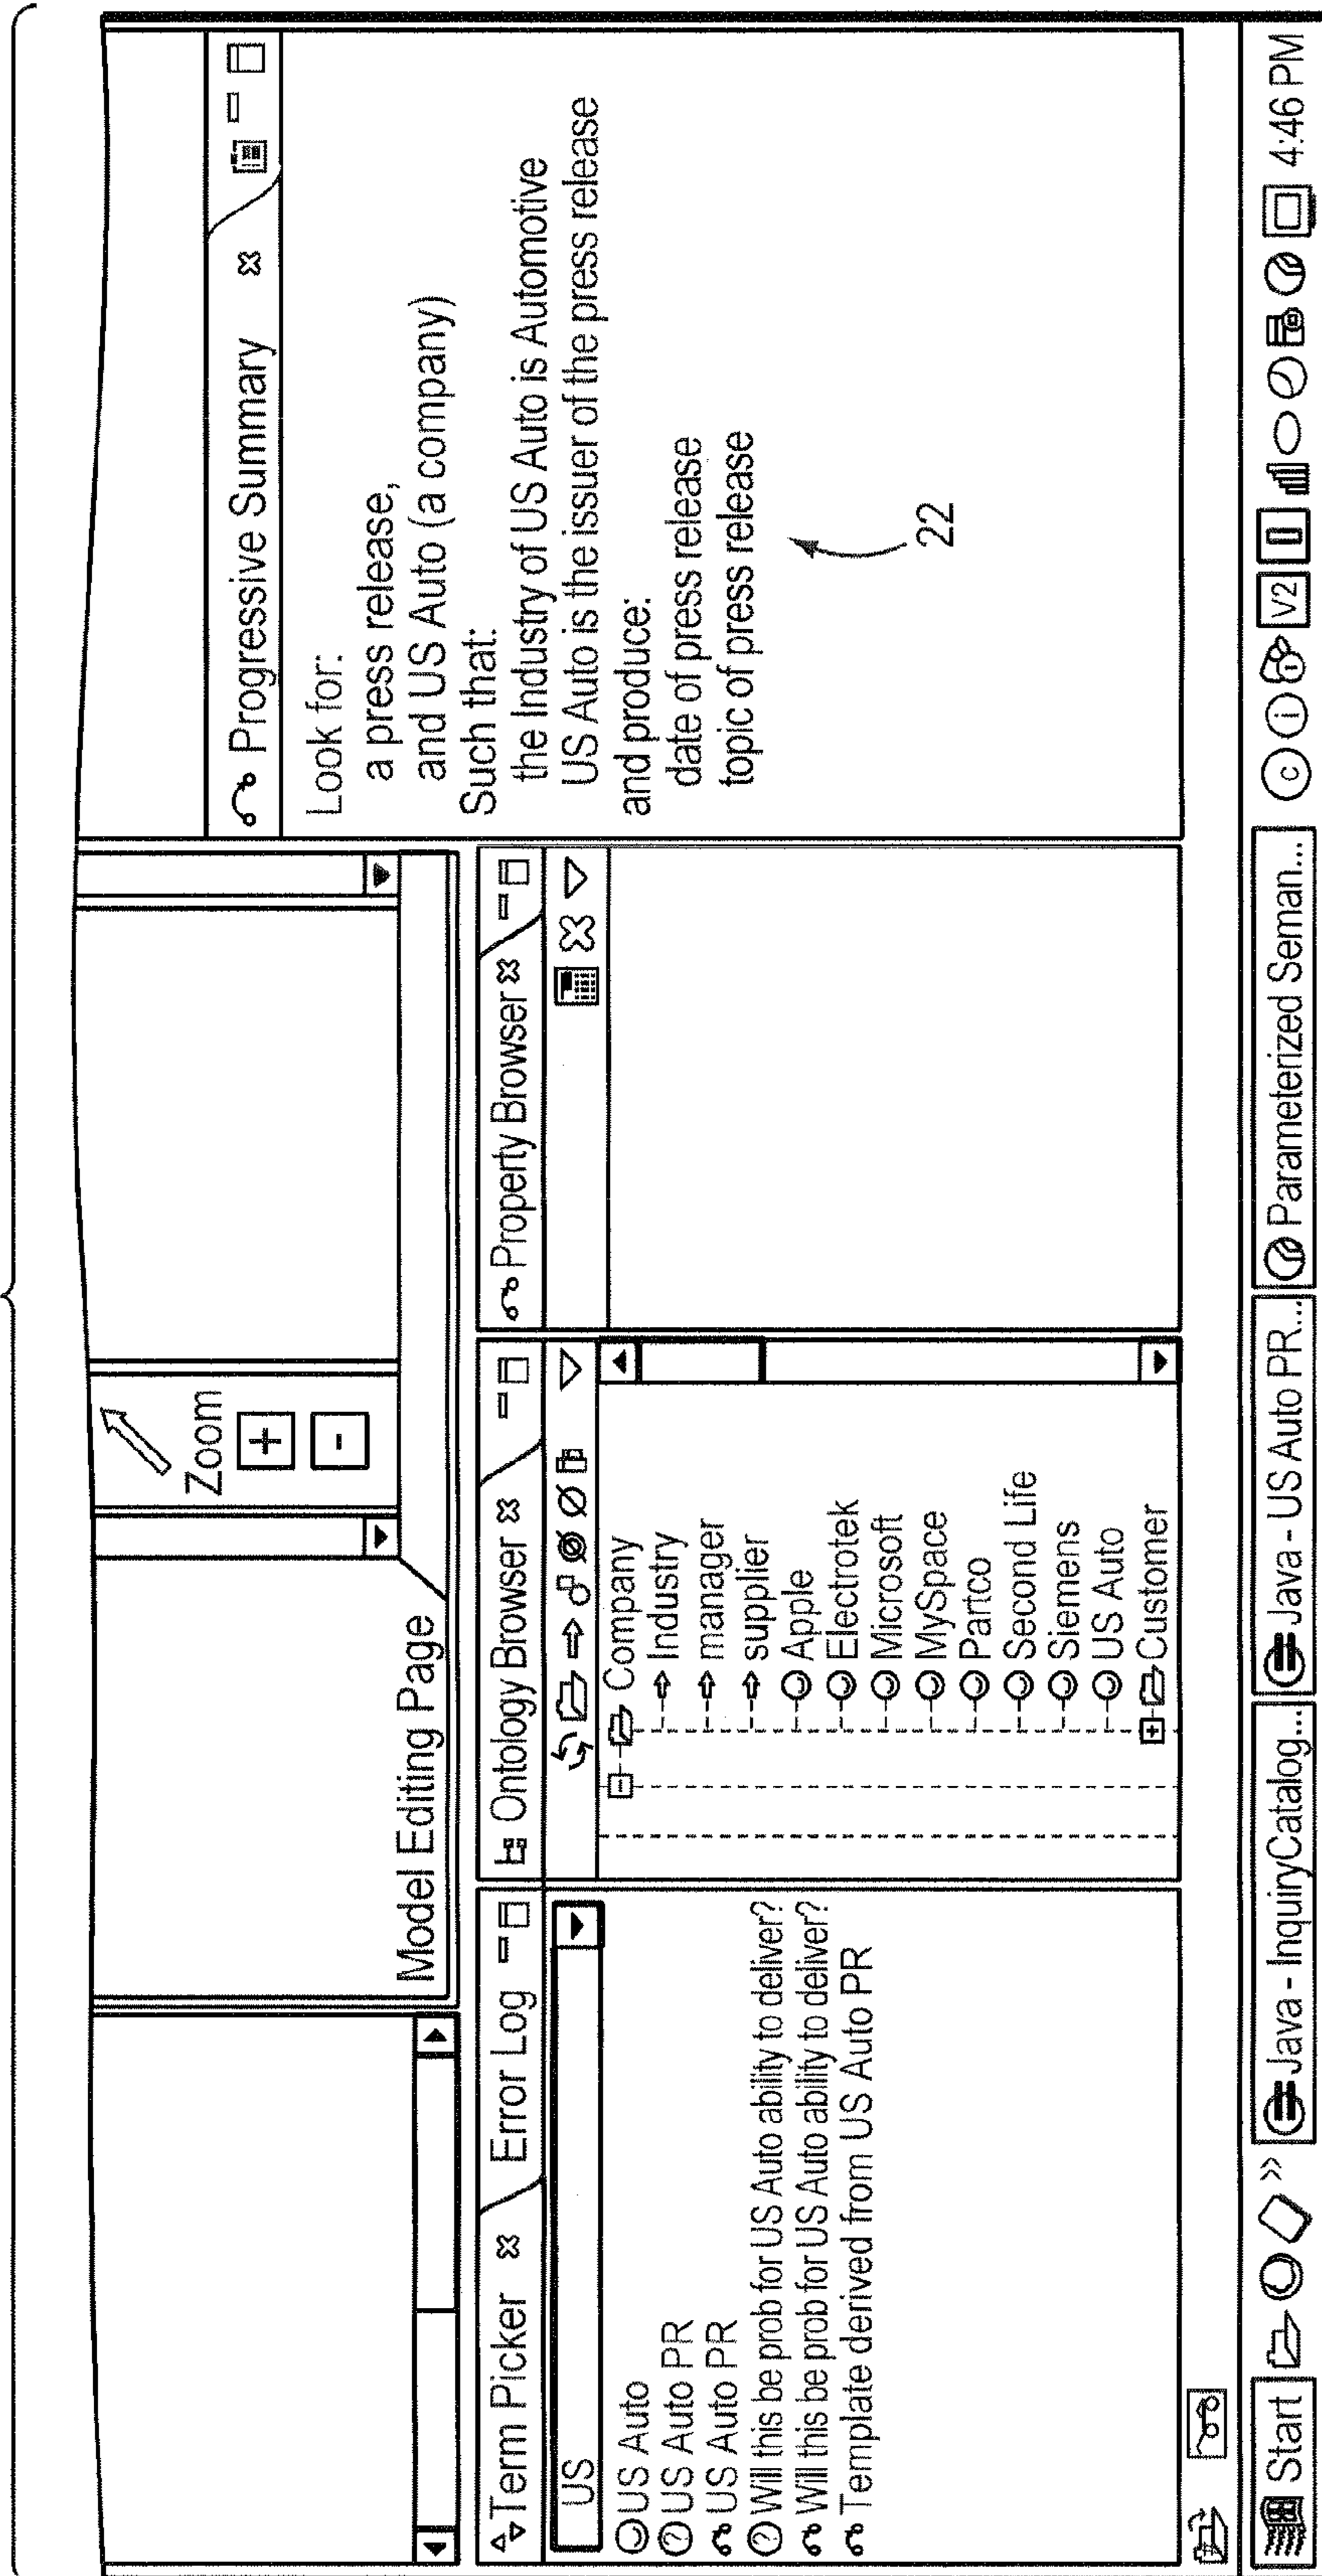 Zoom
+
-
Model Editing Page
Progressive Summary
Look for:
a press release,
and US Auto (a company)
Such that:
the Industry of US Auto is Automotive
US Auto is the issuer of the press release
and produce:
date of press release
topic of press release
22
Term Picker
Error Log
US
US Auto
US Auto PR
US Auto PR
Will this be prob for US Auto ability to deliver?
Will this be prob for US Auto ability to deliver?
Template derived from US Auto PR
Ontology Browser
Company
Industry
manager
supplier
Apple
Electrotek
Microsoft
MySpace
Partco
Second Life
Siemens
US Auto
Customer
Property Browser
Start
»
Java - InquiryCatalog...
Java - US Auto PR...
Parameterized Seman...
c
i
V2
4:46 PM